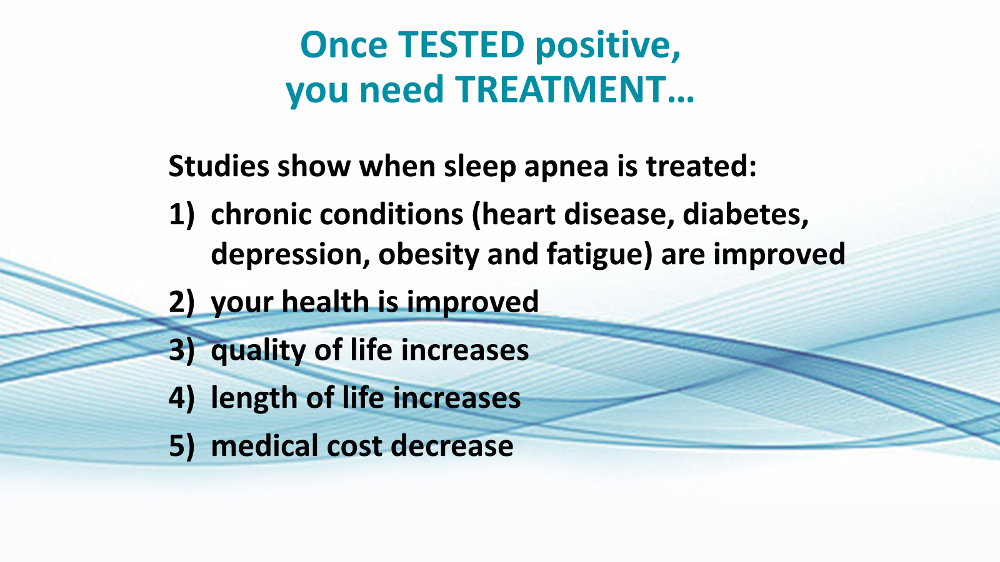 Once TESTED positive,
you need TREATMENT…
Studies show when sleep apnea is treated:
1) chronic conditions (heart disease, diabetes,
depression, obesity and fatigue) are improved
2) your health is improved
3) quality of life increases
4) length of life increases
5) medical cost decrease